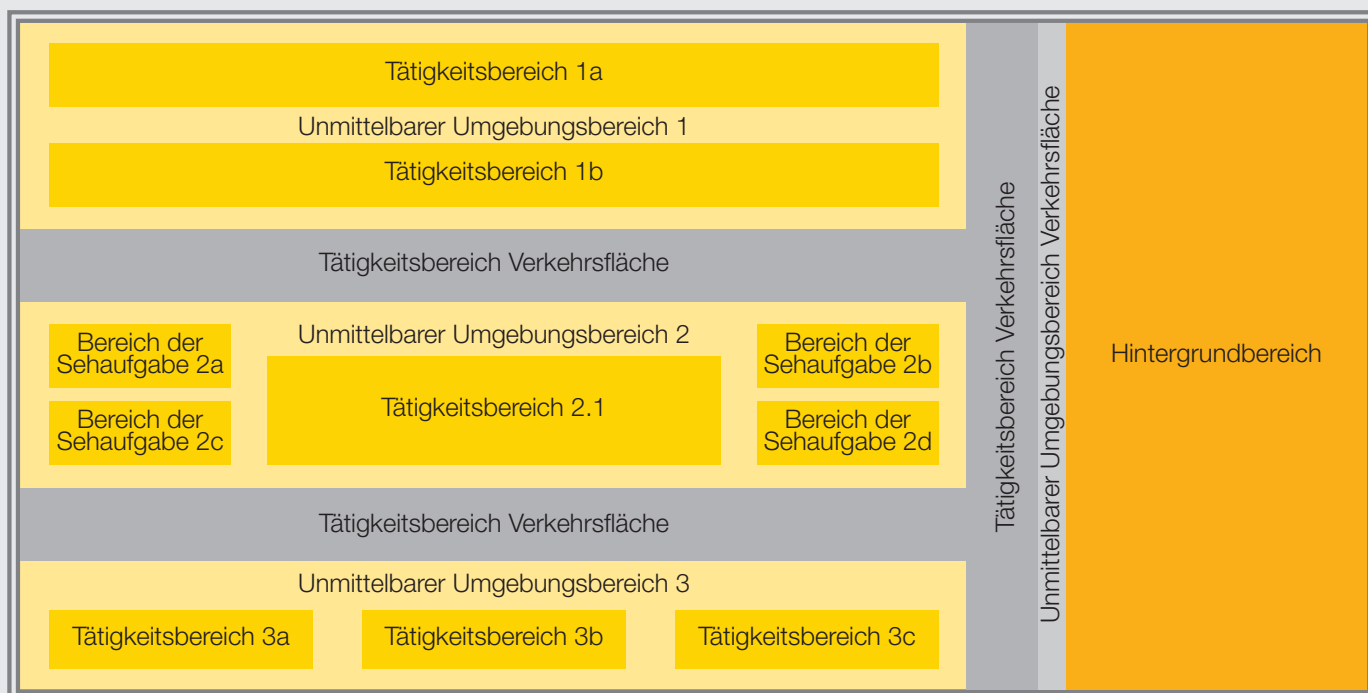 Tätigkeitsbereich 1a
Unmittelbarer Umgebungsbereich 1
Tätigkeitsbereich 1b
Tätigkeitsbereich Verkehrsfläche
Unmittelbarer Umgebungsbereich 2
Bereich der
Sehaufgabe 2a
Bereich der
Sehaufgabe 2b
Tätigkeitsbereich 2.1
Bereich der
Sehaufgabe 2c
Bereich der
Sehaufgabe 2d
Tätigkeitsbereich Verkehrsfläche
Unmittelbarer Umgebungsbereich 3
Tätigkeitsbereich 3a
Tätigkeitsbereich 3b
Tätigkeitsbereich 3c
Tätigkeitsbereich Verkehrsfläche
Unmittelbarer Umgebungsbereich Verkehrsfläche
Hintergrundbereich